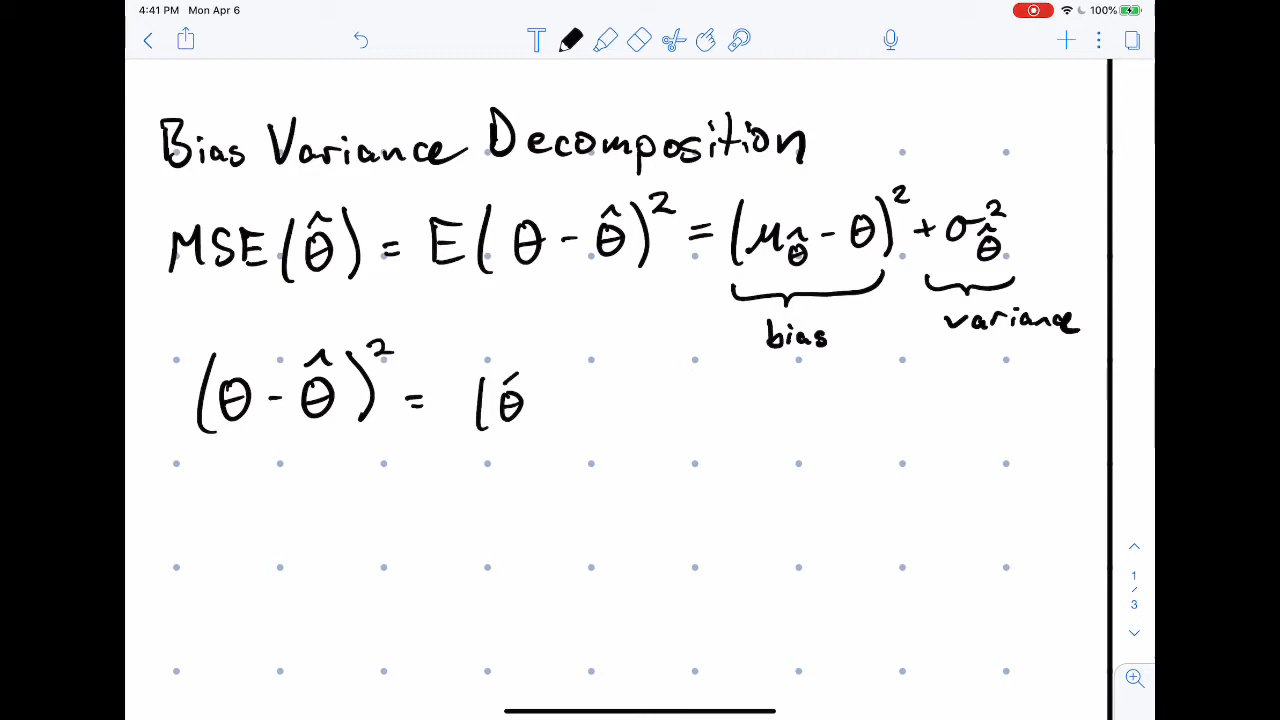 4:41 PM Mon Apr 6 100%
T
Bias Variance Decomposition
MSE(θ̂) = E(θ - θ̂)² = (μ_θ̂ - θ)² + σ²_θ̂
bias variance
(θ - θ̂)² = (θ̂
1
/
3